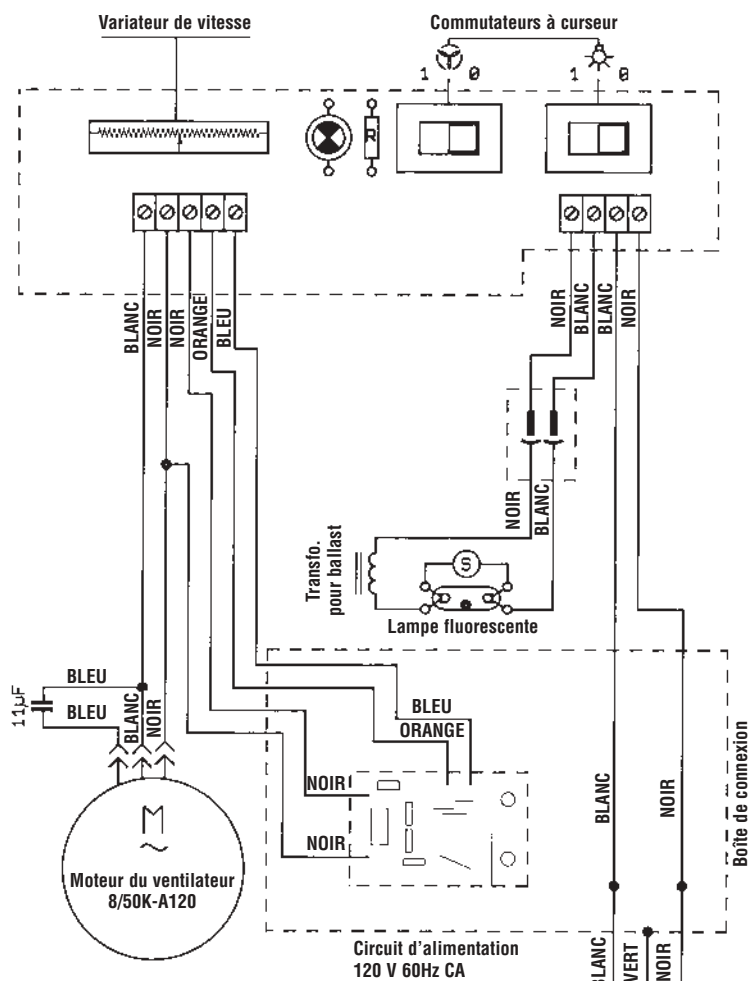 Variateur de vitesse
Commutateurs à curseur
1 0
1 0
R
BLANC
NOIR
NOIR
ORANGE
BLEU
NOIR
BLANC
BLANC
NOIR
NOIR
BLANC
Transfo.
pour ballast
S
Lampe fluorescente
BLEU
BLEU
11µF
BLANC
NOIR
BLEU
ORANGE
NOIR
NOIR
BLANC
NOIR
Boîte de connexion
M
~
Moteur du ventilateur
8/50K-A120
Circuit d'alimentation
120 V 60Hz CA
BLANC
VERT
NOIR